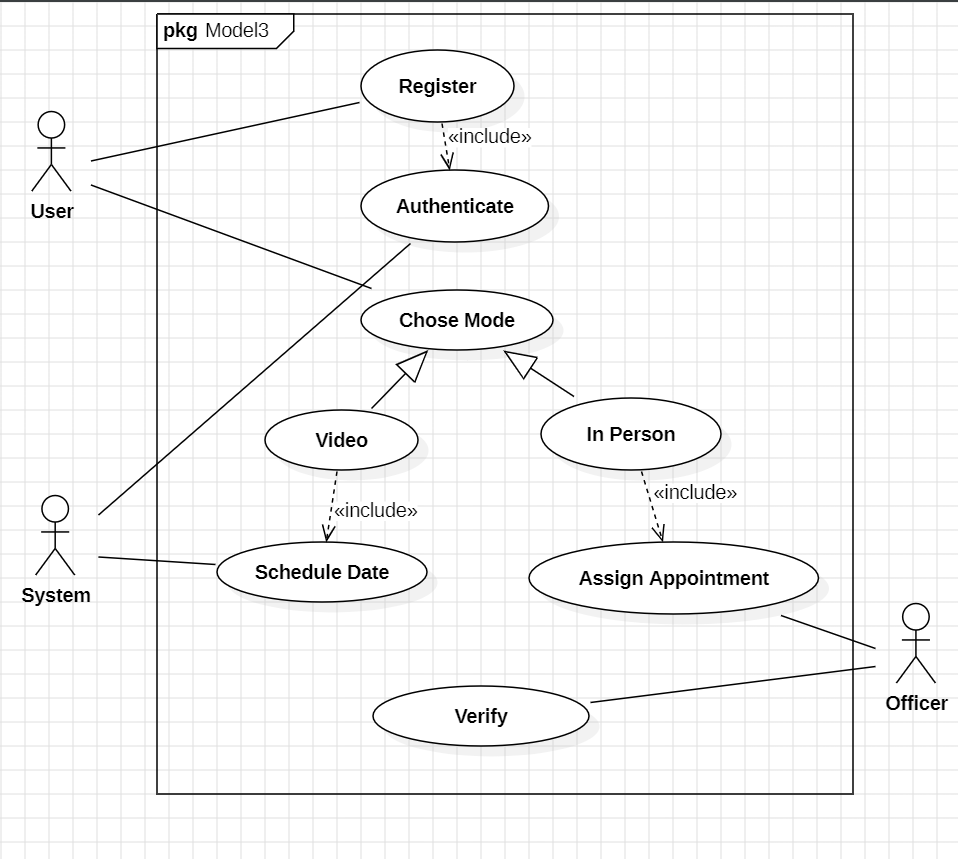 pkg Model3
Register
«include»
User
Authenticate
Chose Mode
Video
In Person
«include»
«include»
System
Schedule Date
Assign Appointment
Officer
Verify